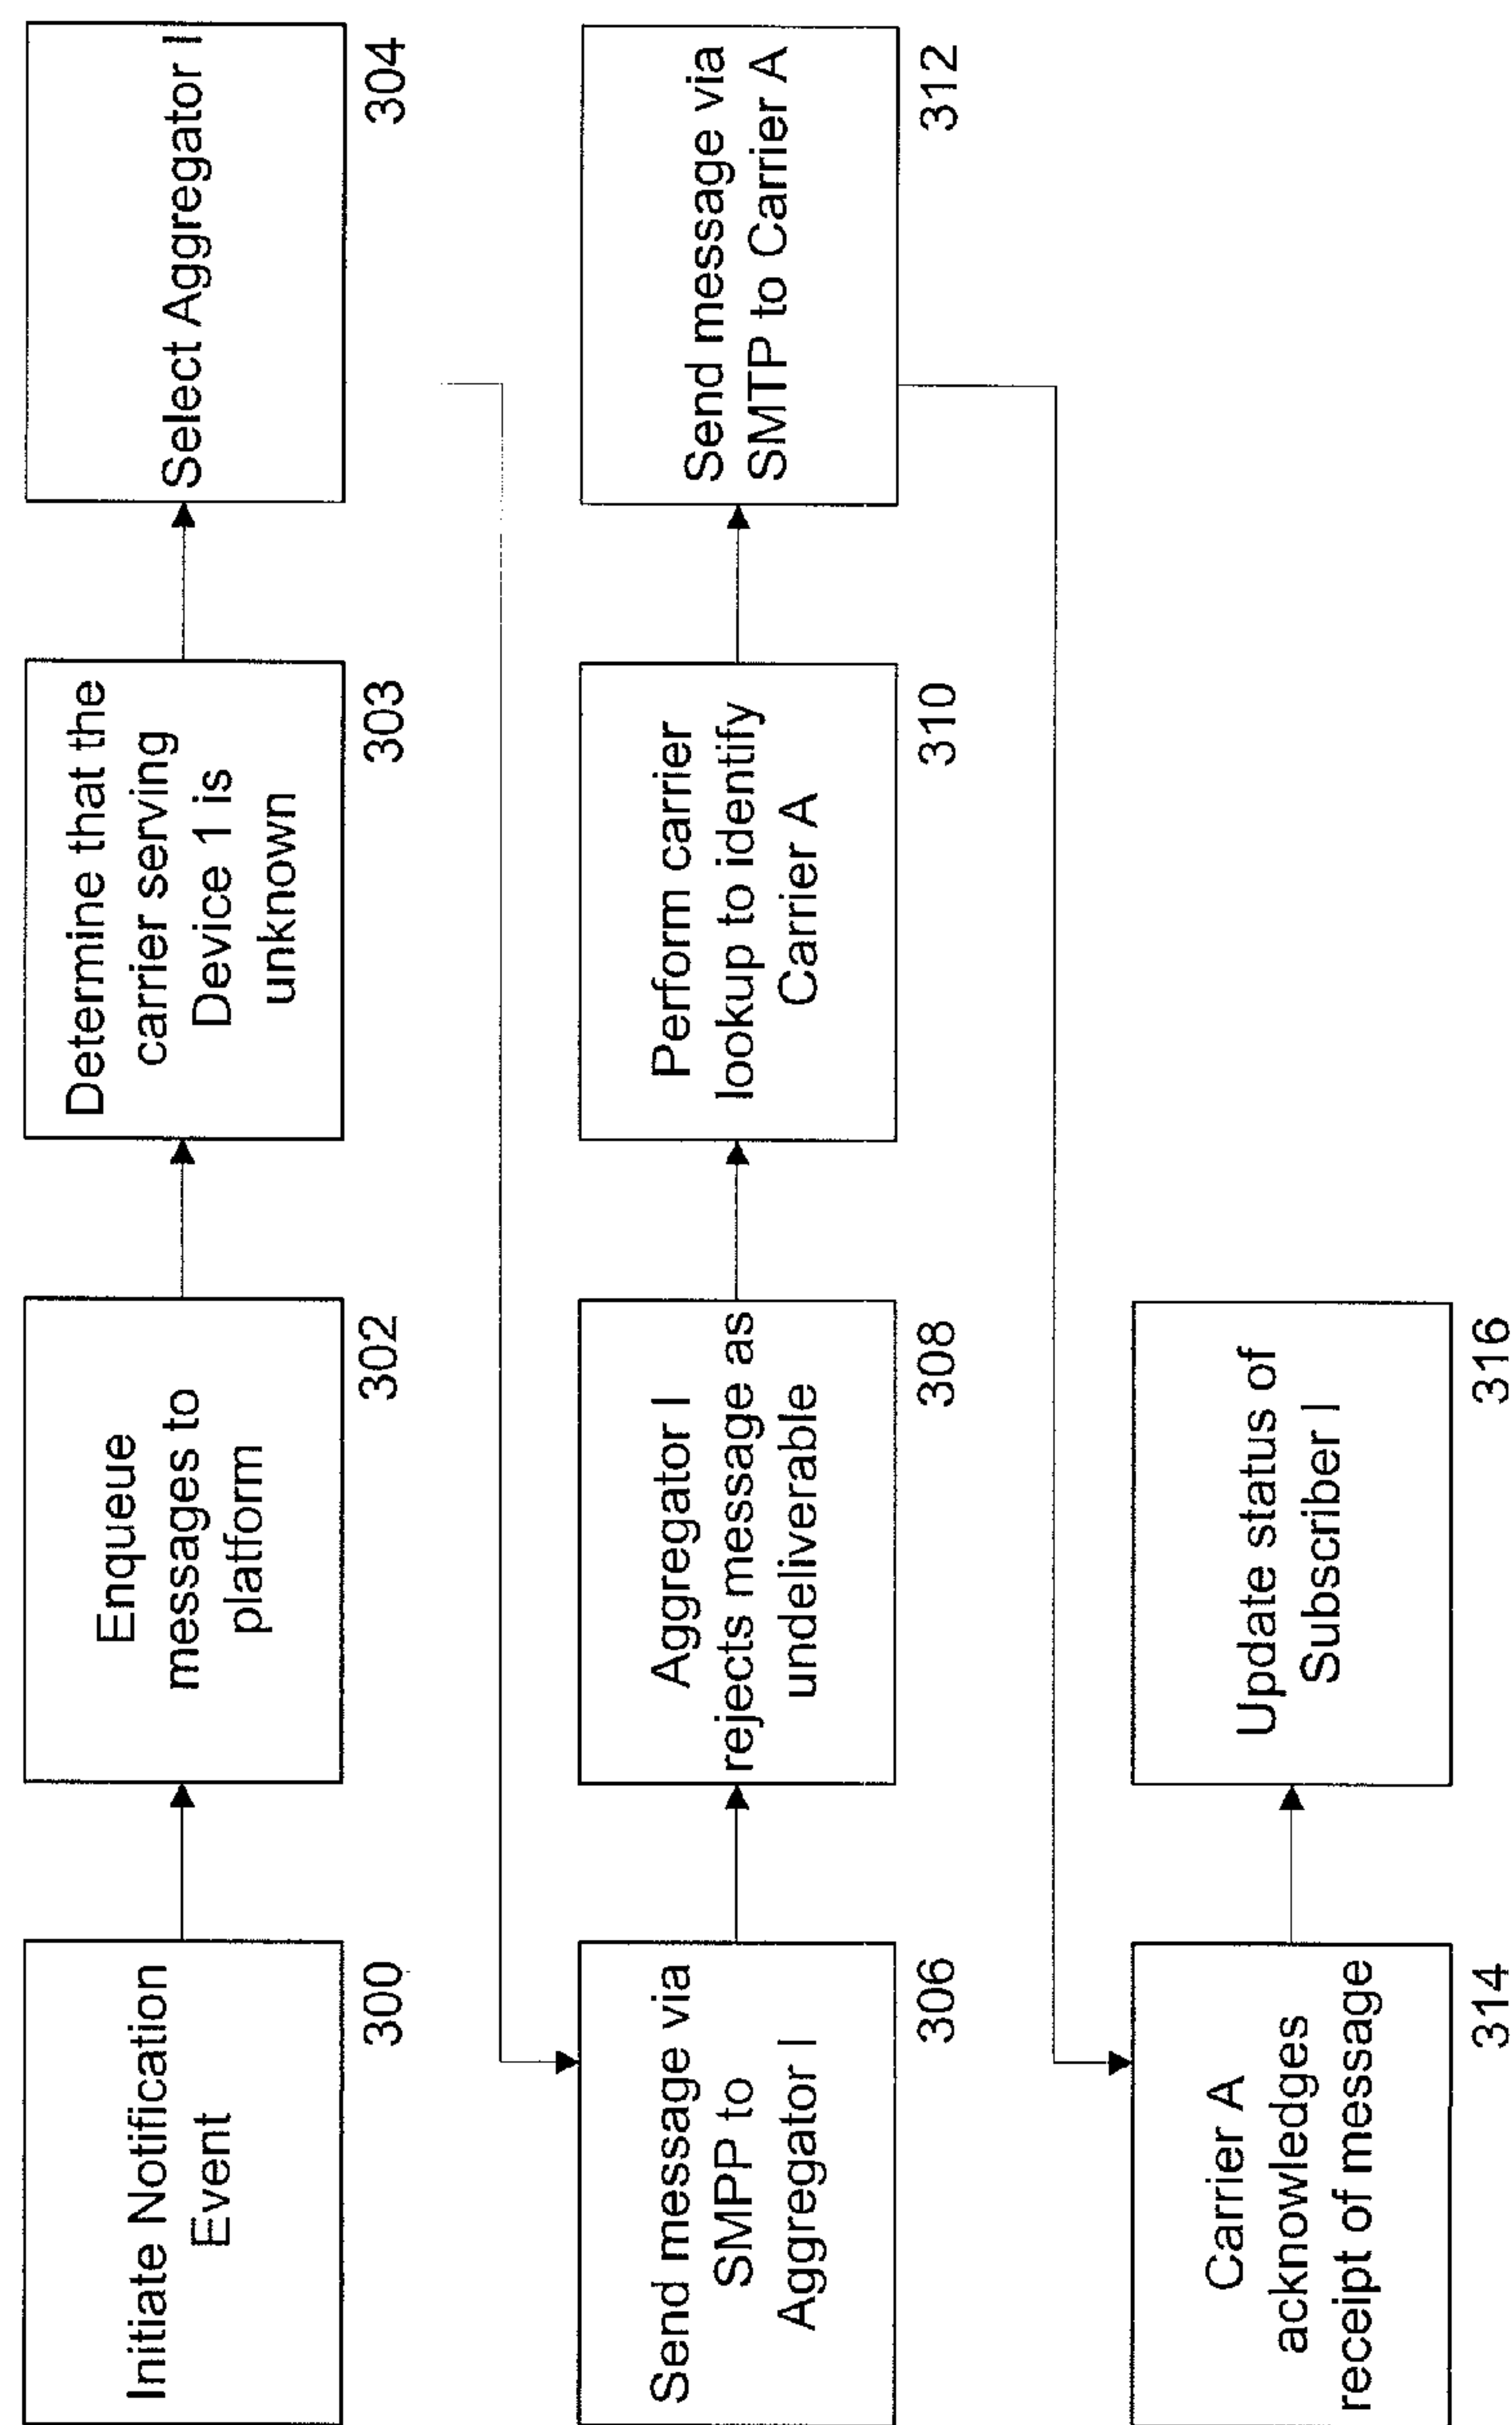 Initiate Notification
Event
300
Enqueue
messages to
platform
302
Determine that the
carrier serving
Device 1 is
unknown
303
Select Aggregator I
304
Send message via
SMPP to
Aggregator I
306
Aggregator I
rejects message as
undeliverable
308
Perform carrier
lookup to identify
Carrier A
310
Send message via
SMTP to Carrier A
312
Carrier A
acknowledges
receipt of message
314
Update status of
Subscriber I
316